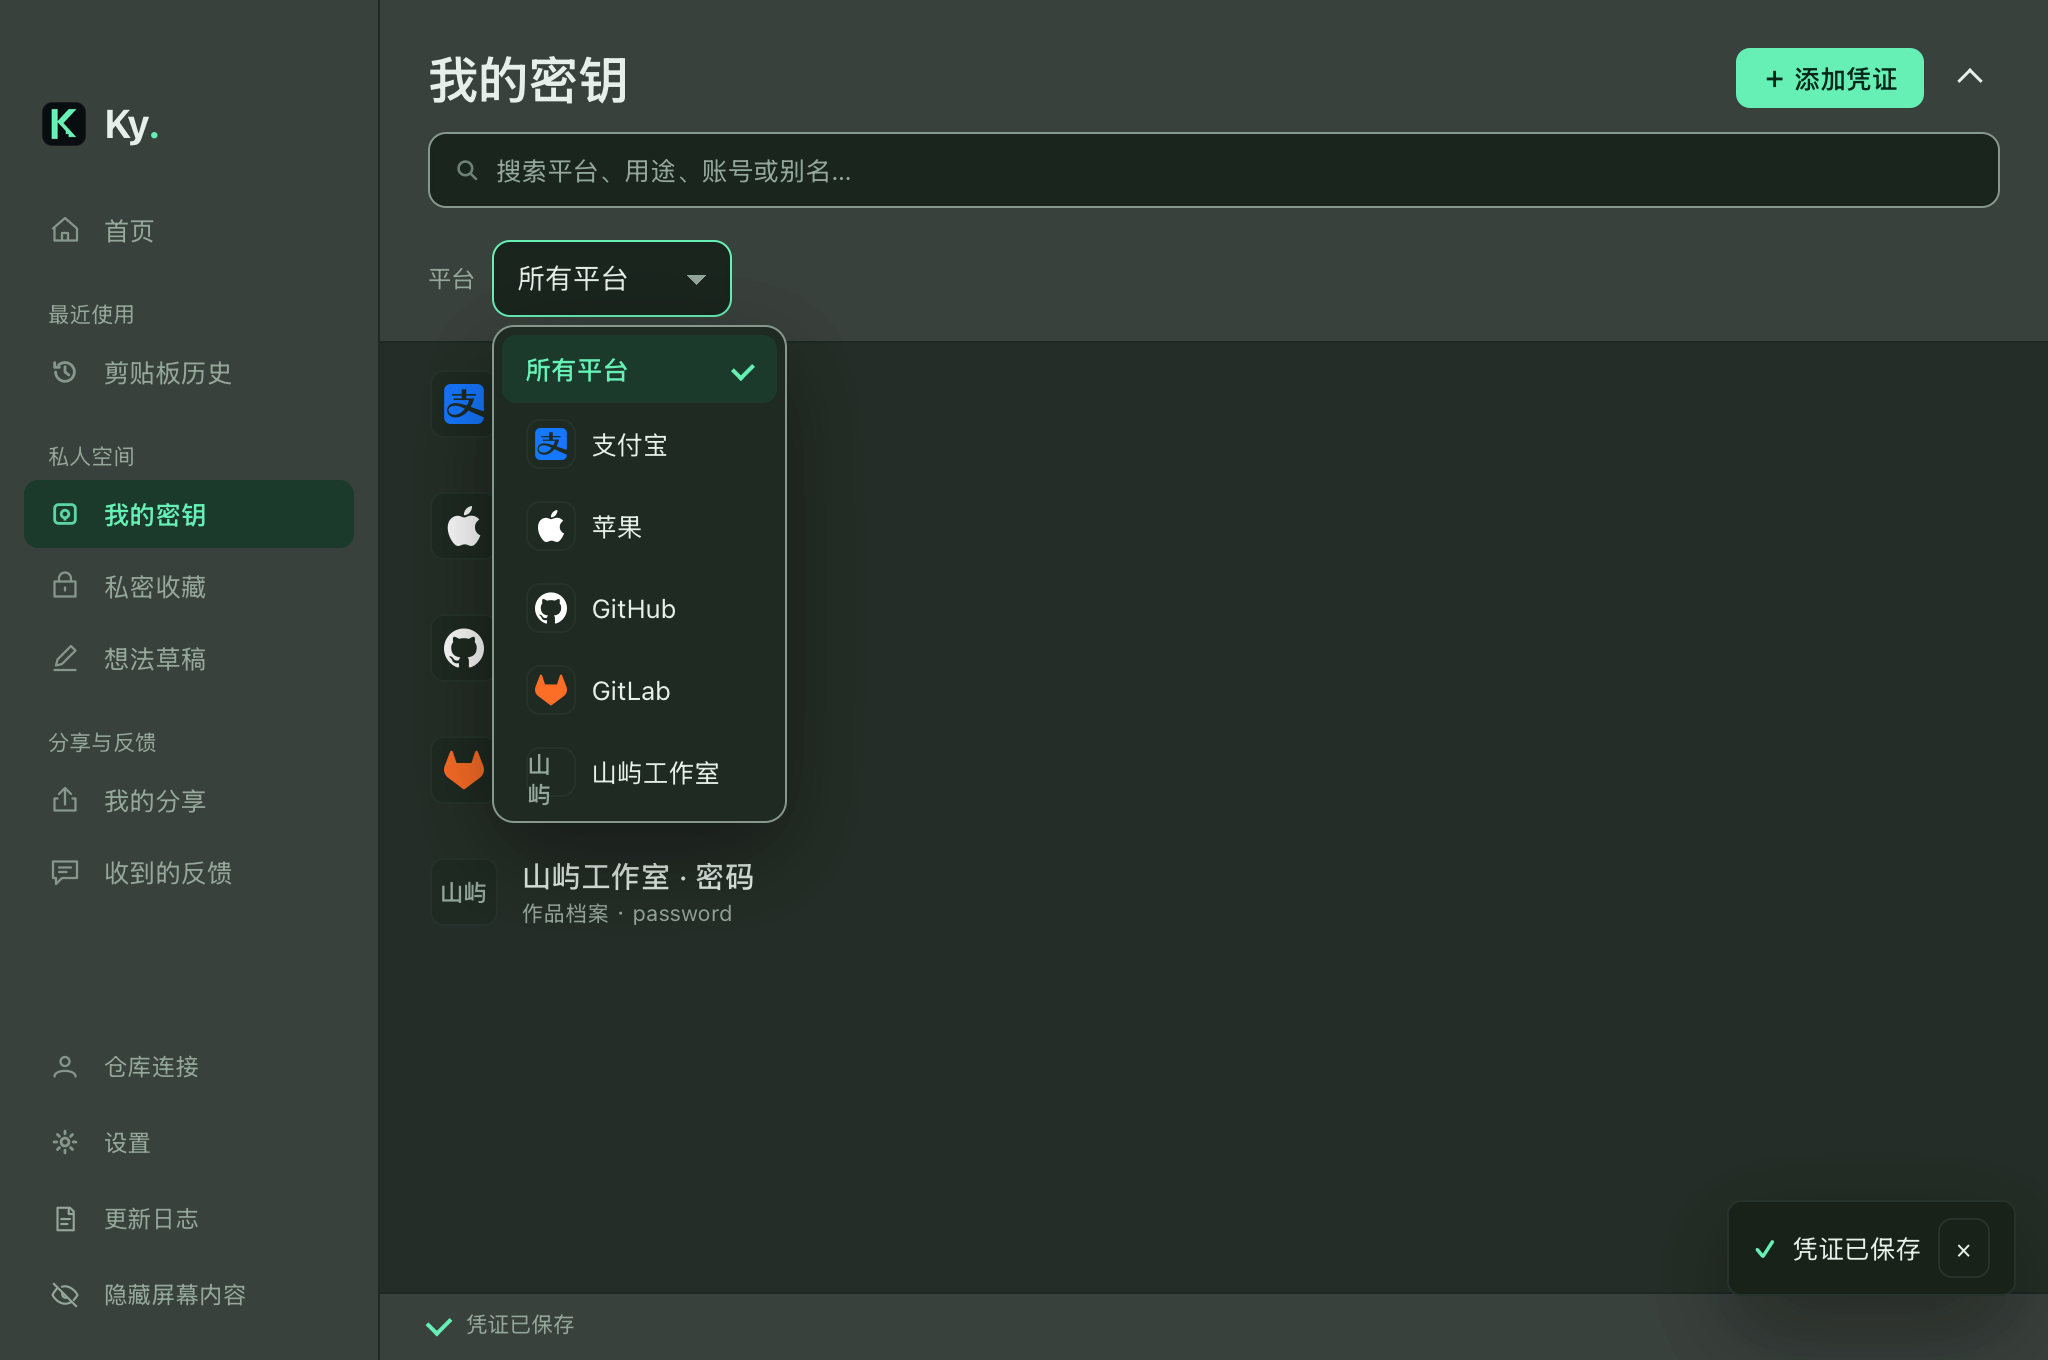 Ky.
首页
最近使用
剪贴板历史
私人空间
我的密钥
私密收藏
想法草稿
分享与反馈
我的分享
收到的反馈
仓库连接
设置
更新日志
隐藏屏幕内容
我的密钥
+ 添加凭证
搜索平台、用途、账号或别名...
平台
所有平台
所有平台
支付宝
苹果
GitHub
GitLab
山屿
山屿工作室
山屿
山屿工作室 · 密码
作品档案 · password
凭证已保存
凭证已保存